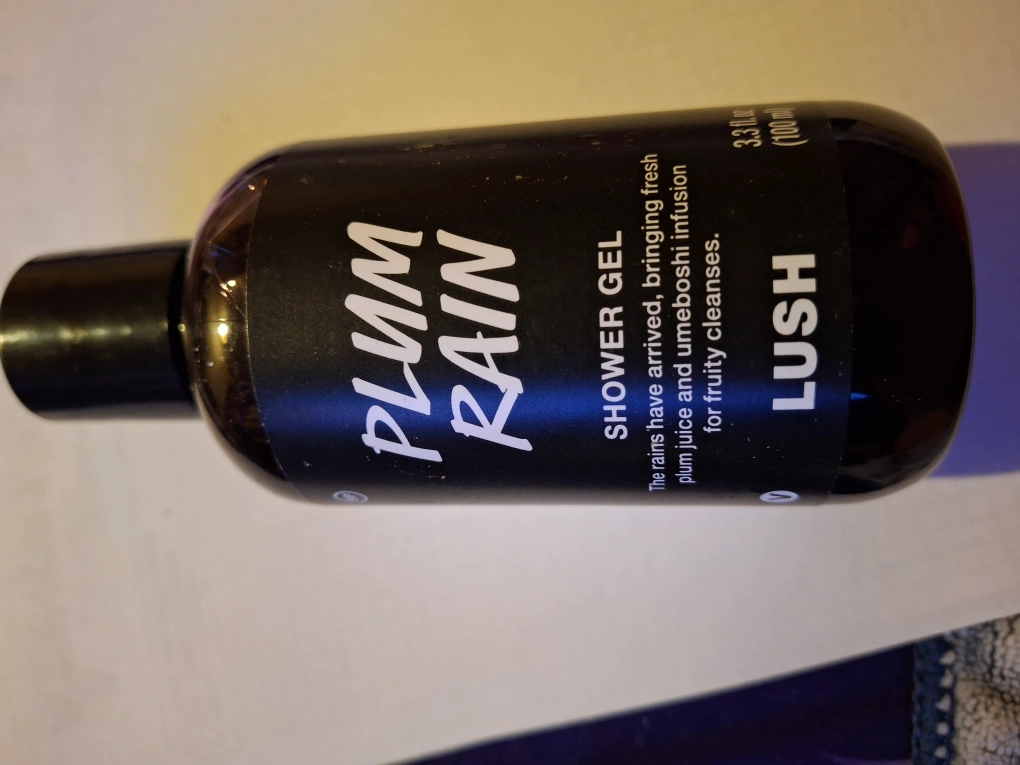 PLUM
RAIN
SHOWER GEL
The rains have arrived, bringing fresh
plum juice and umeboshi infusion
for fruity cleanses.
LUSH
3.3 fl. oz
(100 ml)
V